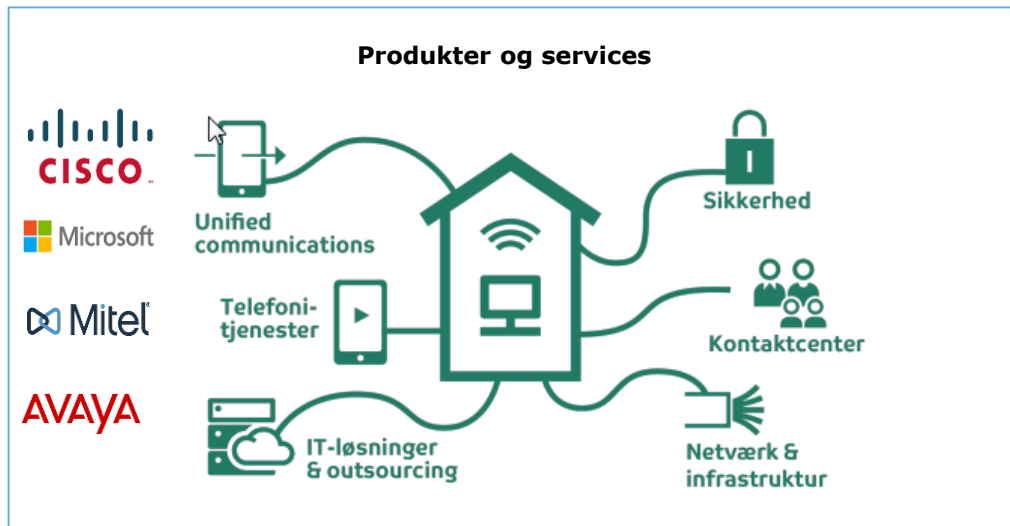 Produkter og services
CISCO
Microsoft
Mitel
AVAYA
Unified
communications
Telefoni-
tjenester
IT-løsninger
& outsourcing
Sikkerhed
Kontaktcenter
Netværk &
infrastruktur